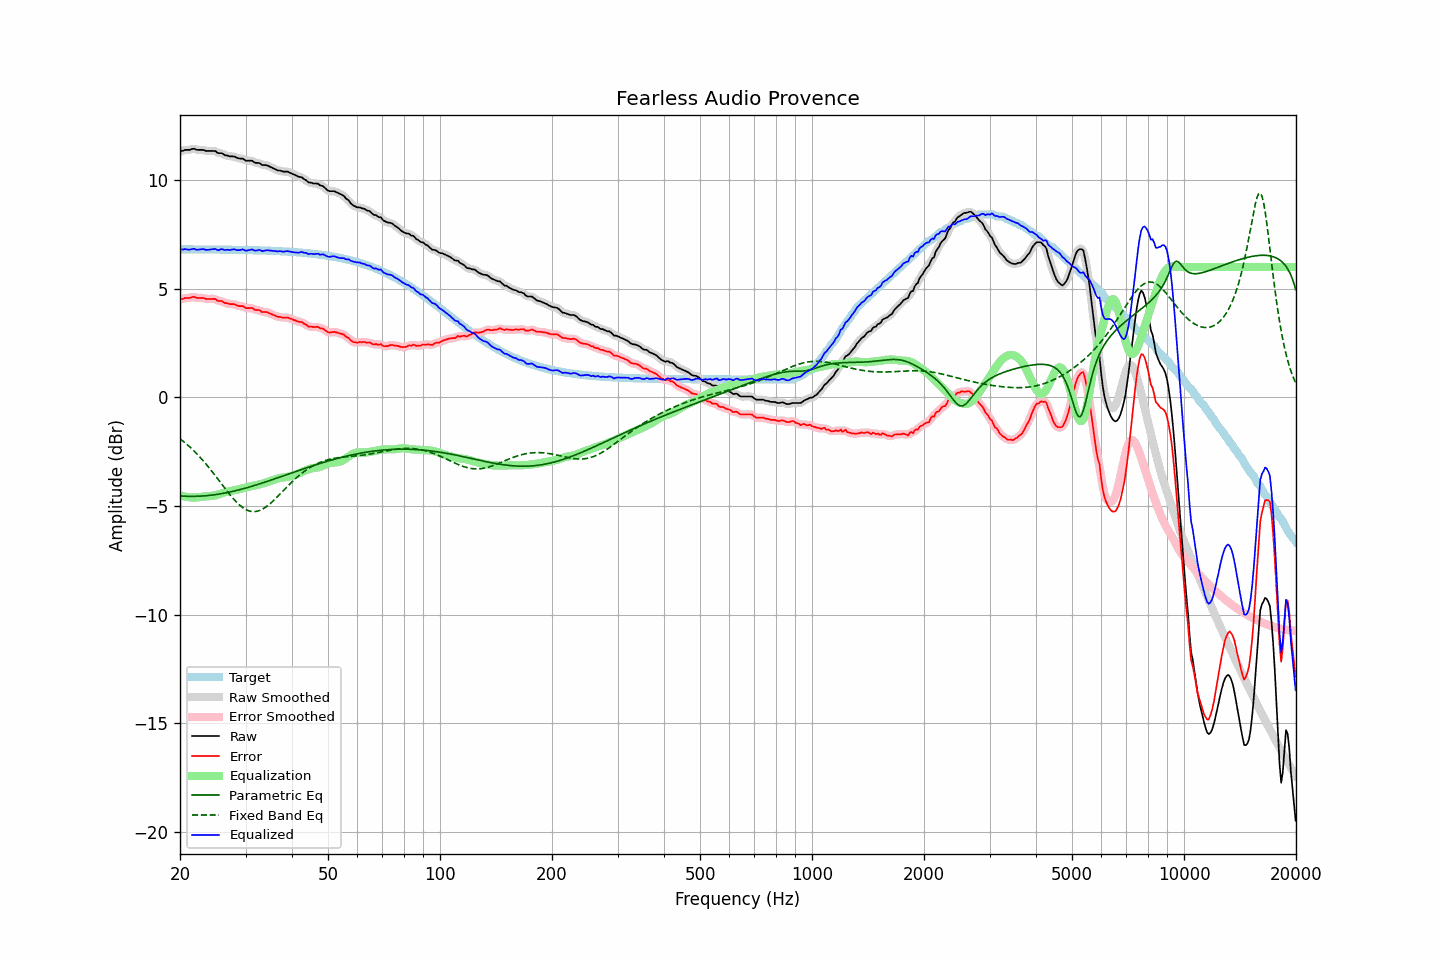 Fearless Audio Provence
Amplitude (dBr)
10
5
0
−5
−10
−15
−20
Target
Raw Smoothed
Error Smoothed
Raw
Error
Equalization
Parametric Eq
Fixed Band Eq
Equalized
20 50 100 200 500 1000 2000 5000 10000 20000
Frequency (Hz)